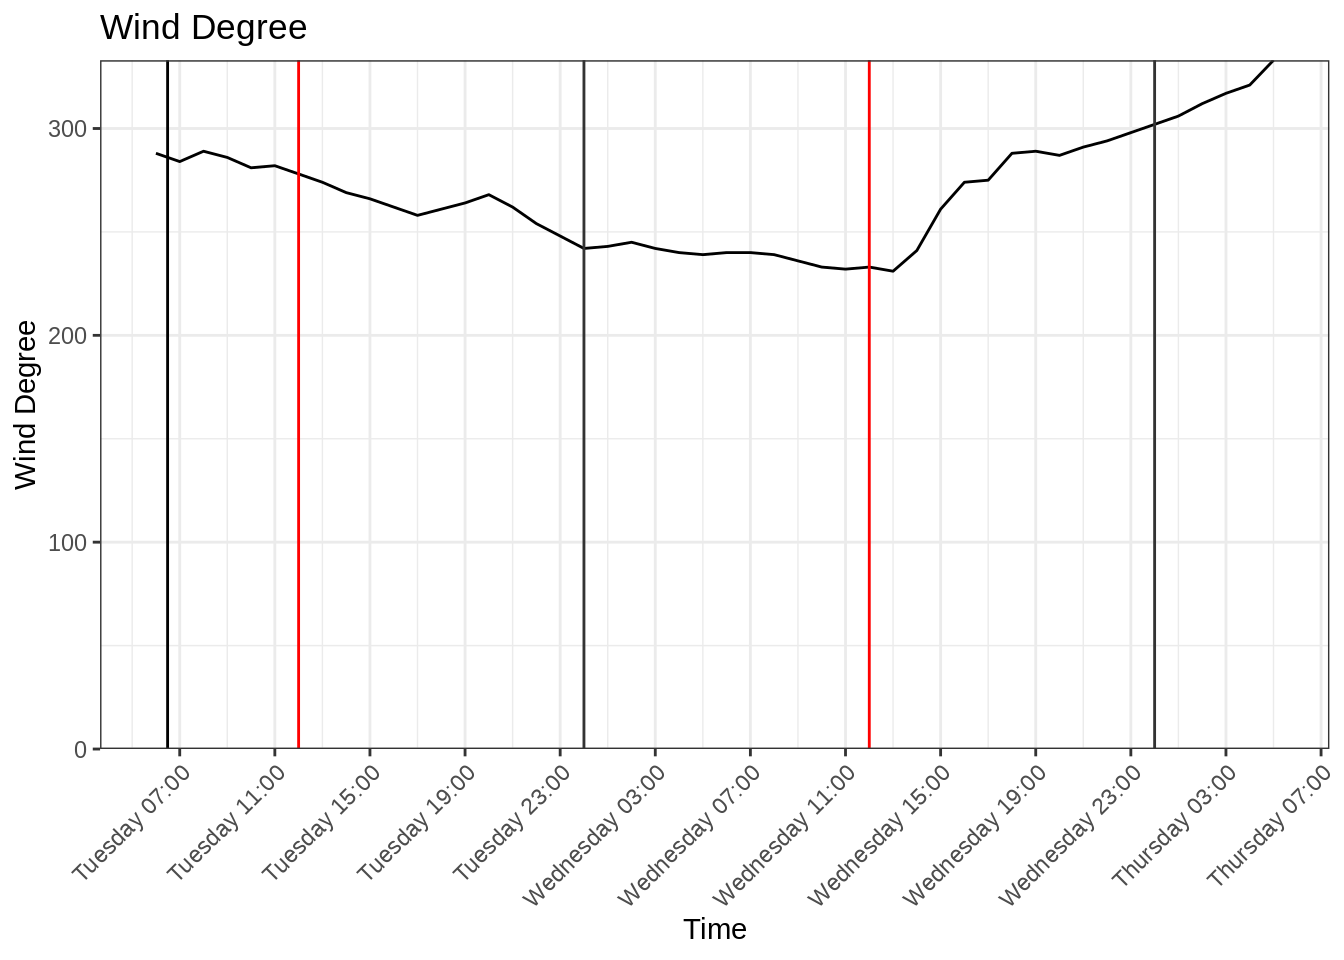 Wind Degree
Wind Degree
300
200
100
0
Tuesday 07:00
Tuesday 11:00
Tuesday 15:00
Tuesday 19:00
Tuesday 23:00
Wednesday 03:00
Wednesday 07:00
Wednesday 11:00
Wednesday 15:00
Wednesday 19:00
Wednesday 23:00
Thursday 03:00
Thursday 07:00
Time